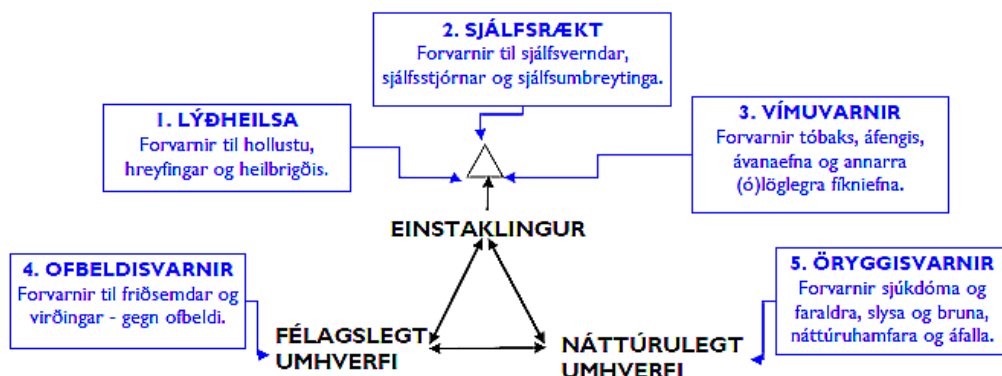 2. SJÁLFSRÆKT
Forvarnir til sjálfsverndar,
sjálfsstjórnar og sjálfsumbreytinga.
1. LÝÐHEILSA
Forvarnir til hollustu,
hreyfingar og heilbrigðis.
3. VÍMUVARNIR
Forvarnir tóbaks, áfengis,
ávanaefna og annarra
(ó)löglegra fíkniefna.
EINSTAKLINGUR
4. OFBELDISVARNIR
Forvarnir til friðsemdar og
virðingar - gegn ofbeldi.
5. ÖRYGGISVARNIR
Forvarnir sjúkdóma og
faraldra, slysa og bruna,
náttúruhamfara og áfalla.
FÉLAGSLEGT
UMHVERFI
NÁTTÚRULEGT
UMHVERFI